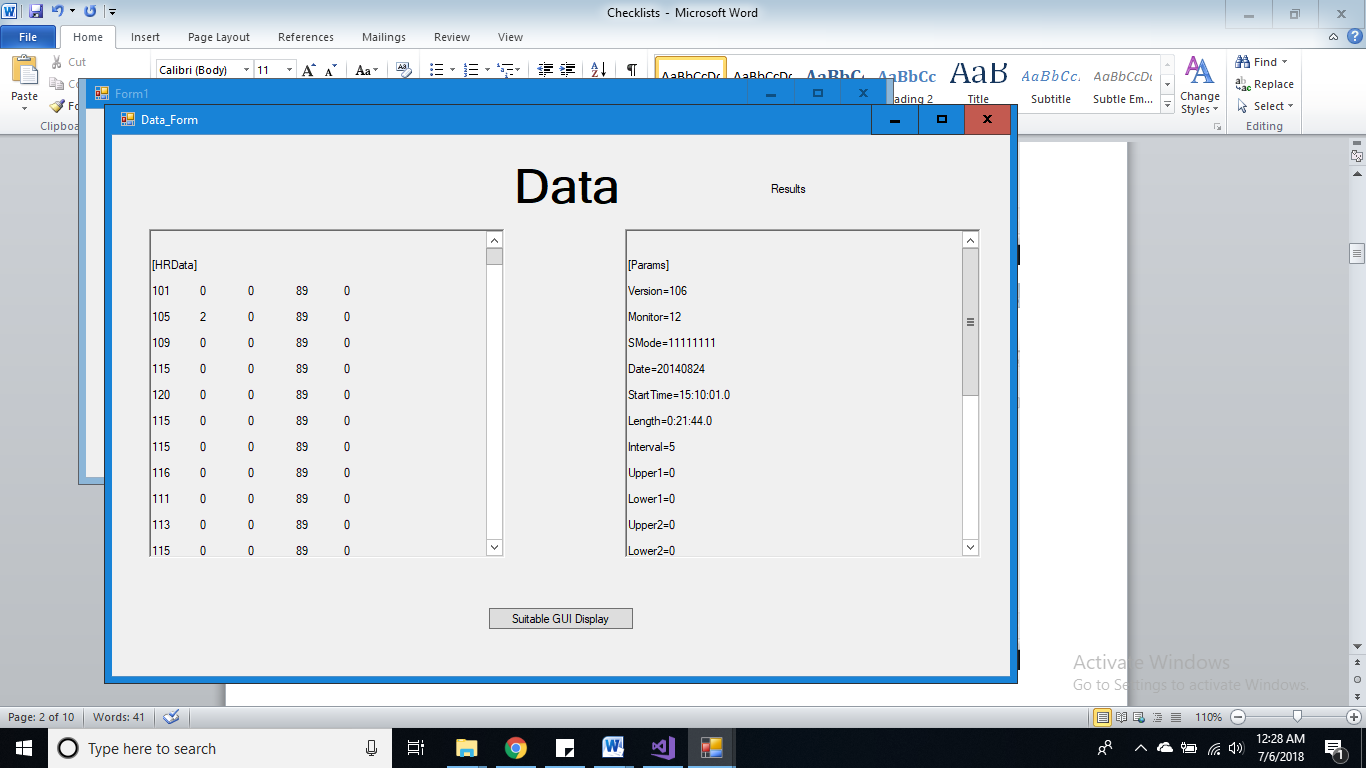 Checklists - Microsoft Word
File Home Insert Page Layout References Mailings Review View
Cut
Calibri (Body) 11
Paste
AaBbCcDc AaBbCcDc AaBbC AaBbCc AaB AaBbCc. AaBbCcDc
Title Subtitle Subtle Em...
Change Styles
Find
Replace
Select
Editing
Form1
Data_Form
Data
Results
[HRData]
101 0 0 89 0
105 2 0 89 0
109 0 0 89 0
115 0 0 89 0
120 0 0 89 0
115 0 0 89 0
115 0 0 89 0
116 0 0 89 0
111 0 0 89 0
113 0 0 89 0
115 0 0 89 0
[Params]
Version=106
Monitor=12
SMode=11111111
Date=20140824
StartTime=15:10:01.0
Length=0:21:44.0
Interval=5
Upper1=0
Lower1=0
Upper2=0
Lower2=0
Suitable GUI Display
Activate Windows
Go to Settings to activate Windows.
Page: 2 of 10 Words: 41
110%
Type here to search
12:28 AM
7/6/2018
1